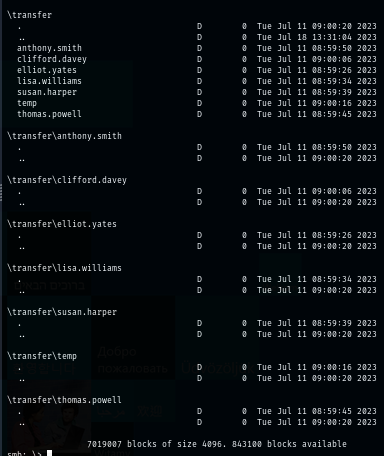 \transfer
. D 0 Tue Jul 11 09:00:20 2023
.. D 0 Tue Jul 18 13:31:04 2023
anthony.smith D 0 Tue Jul 11 08:59:50 2023
clifford.davey D 0 Tue Jul 11 09:00:06 2023
elliot.yates D 0 Tue Jul 11 08:59:26 2023
lisa.williams D 0 Tue Jul 11 08:59:34 2023
susan.harper D 0 Tue Jul 11 08:59:39 2023
temp D 0 Tue Jul 11 09:00:16 2023
thomas.powell D 0 Tue Jul 11 08:59:45 2023
\transfer\anthony.smith
. D 0 Tue Jul 11 08:59:50 2023
.. D 0 Tue Jul 11 09:00:20 2023
\transfer\clifford.davey
. D 0 Tue Jul 11 09:00:06 2023
.. D 0 Tue Jul 11 09:00:20 2023
\transfer\elliot.yates
. D 0 Tue Jul 11 08:59:26 2023
.. D 0 Tue Jul 11 09:00:20 2023
\transfer\lisa.williams
. D 0 Tue Jul 11 08:59:34 2023
.. D 0 Tue Jul 11 09:00:20 2023
\transfer\susan.harper
. D 0 Tue Jul 11 08:59:39 2023
.. D 0 Tue Jul 11 09:00:20 2023
\transfer\temp
. D 0 Tue Jul 11 09:00:16 2023
.. D 0 Tue Jul 11 09:00:20 2023
Добро
пожаловать
\transfer\thomas.powell
. D 0 Tue Jul 11 08:59:45 2023
.. D 0 Tue Jul 11 09:00:20 2023
7019007 blocks of size 4096. 843100 blocks available
smb: \>